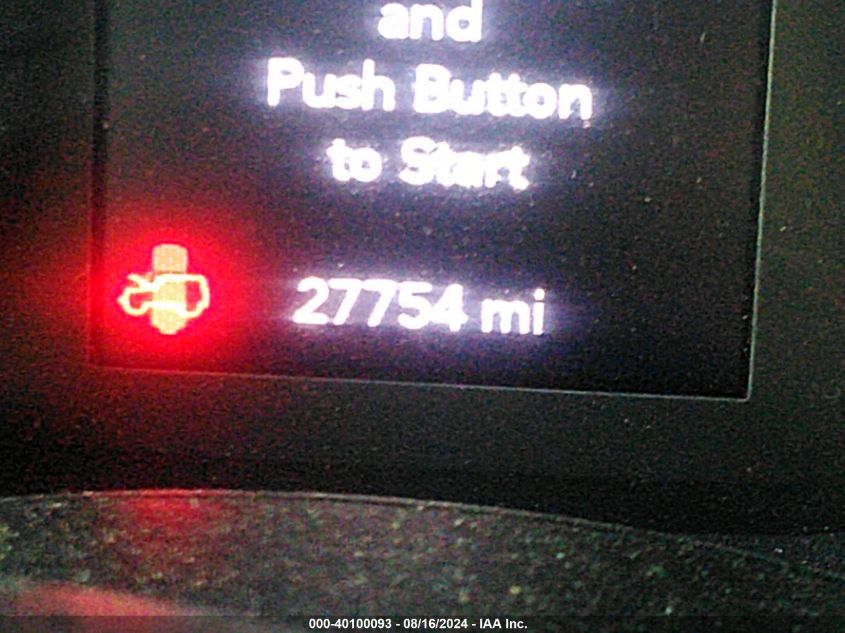 and
Push Button
to Start
27754 mi
000-40100093 - 08/16/2024 - IAA Inc.